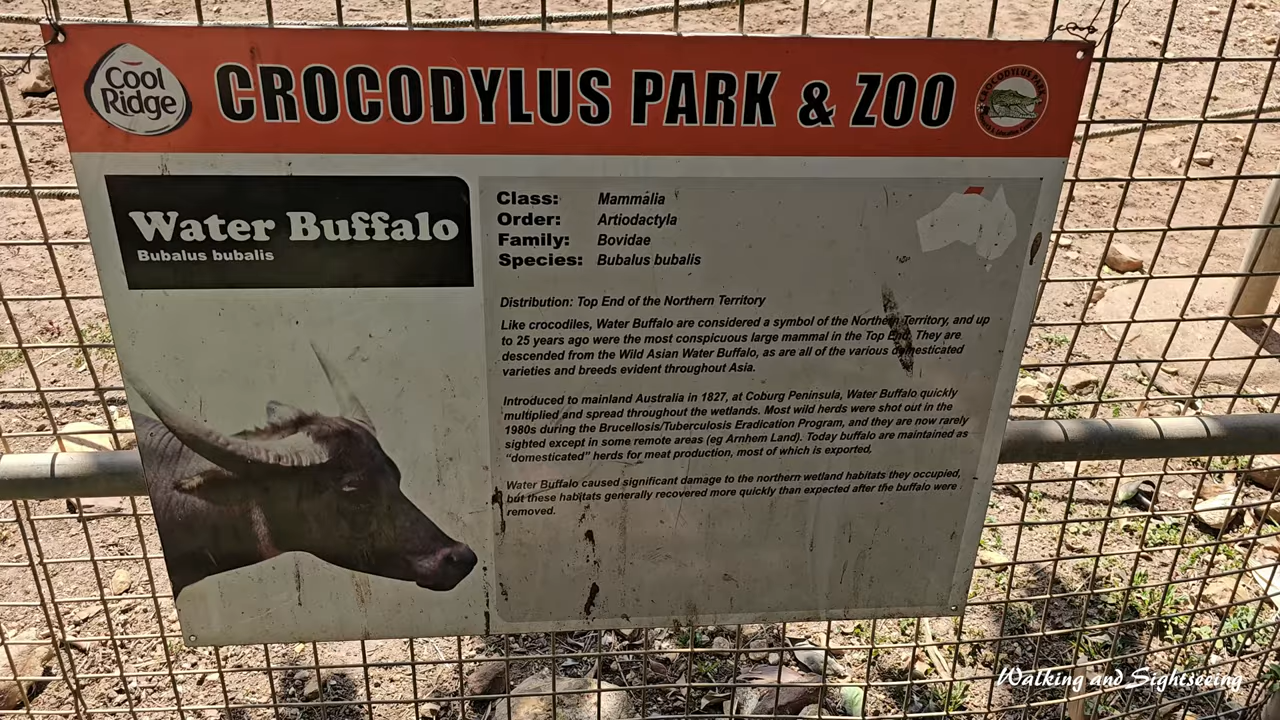 Cool
Ridge
CROCODYLUS PARK & ZOO
CROCODYLUS PARK
Water Buffalo
Bubalus bubalis
Class: Mammalia
Order: Artiodactyla
Family: Bovidae
Species: Bubalus bubalis
Distribution: Top End of the Northern Territory
Like crocodiles, Water Buffalo are considered a symbol of the Northern Territory, and up
to 25 years ago were the most conspicuous large mammal in the Top End. They are
descended from the Wild Asian Water Buffalo, as are all of the various domesticated
varieties and breeds evident throughout Asia.
Introduced to mainland Australia in 1827, at Coburg Peninsula, Water Buffalo quickly
multiplied and spread throughout the wetlands. Most wild herds were shot out in the
1980s during the Brucellosis/Tuberculosis Eradication Program, and they are now rarely
sighted except in some remote areas (eg Arnhem Land). Today buffalo are maintained as
“domesticated” herds for meat production, most of which is exported.
Water Buffalo caused significant damage to the northern wetland habitats they occupied,
but these habitats generally recovered more quickly than expected after the buffalo were
removed.
Walking and Sightseeing